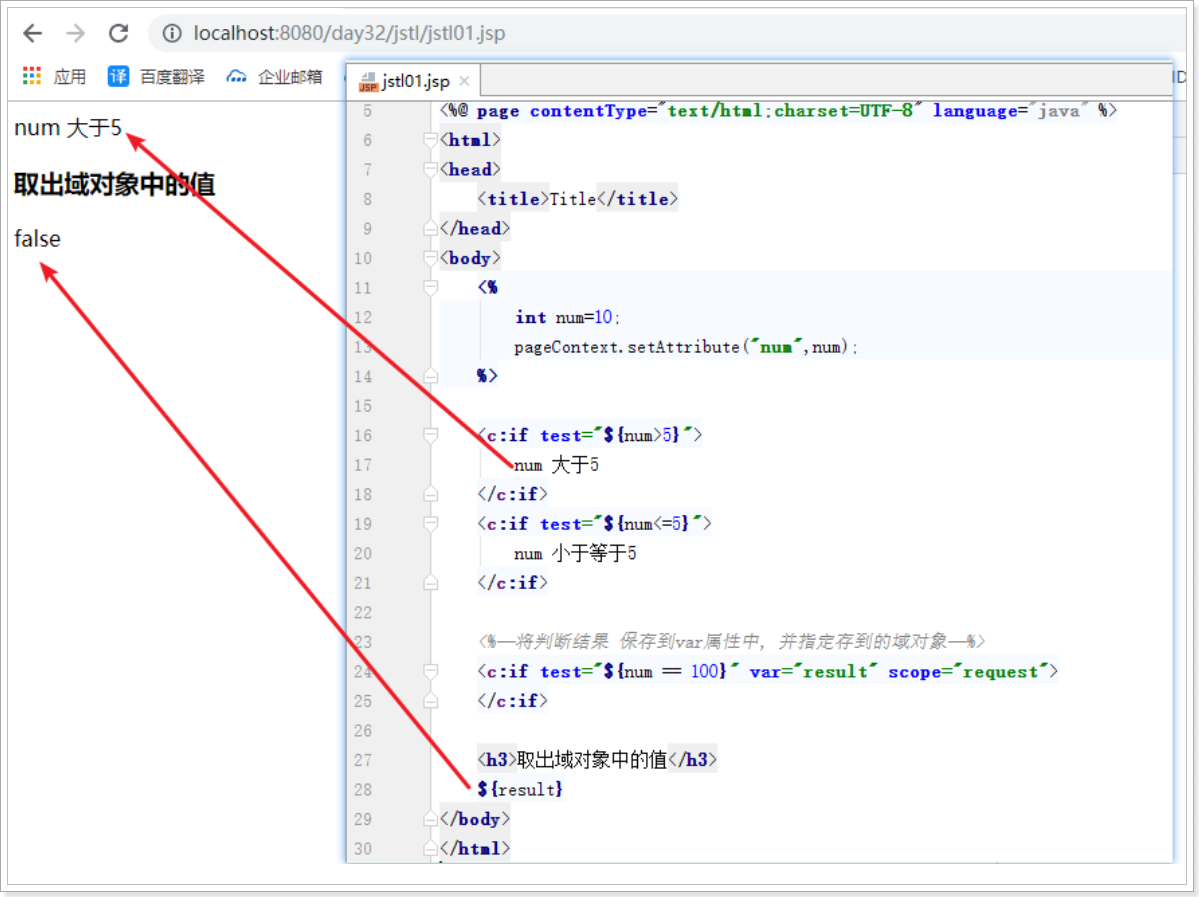 localhost:8080/day32/jstl/jstl01.jsp
应用 译 百度翻译 企业邮箱
num 大于5
取出域对象中的值
false
JSP jstl01.jsp ×
5 <%@ page contentType="text/html;charset=UTF-8" language="java" %>
6 <html>
7 <head>
8 <title>Title</title>
9 </head>
10 <body>
11 <%
12 int num=10;
13 pageContext.setAttribute("num",num);
14 %>
15
16 <c:if test="${num>5}">
17 num 大于5
18 </c:if>
19 <c:if test="${num<=5}">
20 num 小于等于5
21 </c:if>
22
23 <%--将判断结果 保存到var属性中, 并指定存到的域对象--%>
24 <c:if test="${num == 100}" var="result" scope="request">
25 </c:if>
26
27 <h3>取出域对象中的值</h3>
28 ${result}
29 </body>
30 </html>